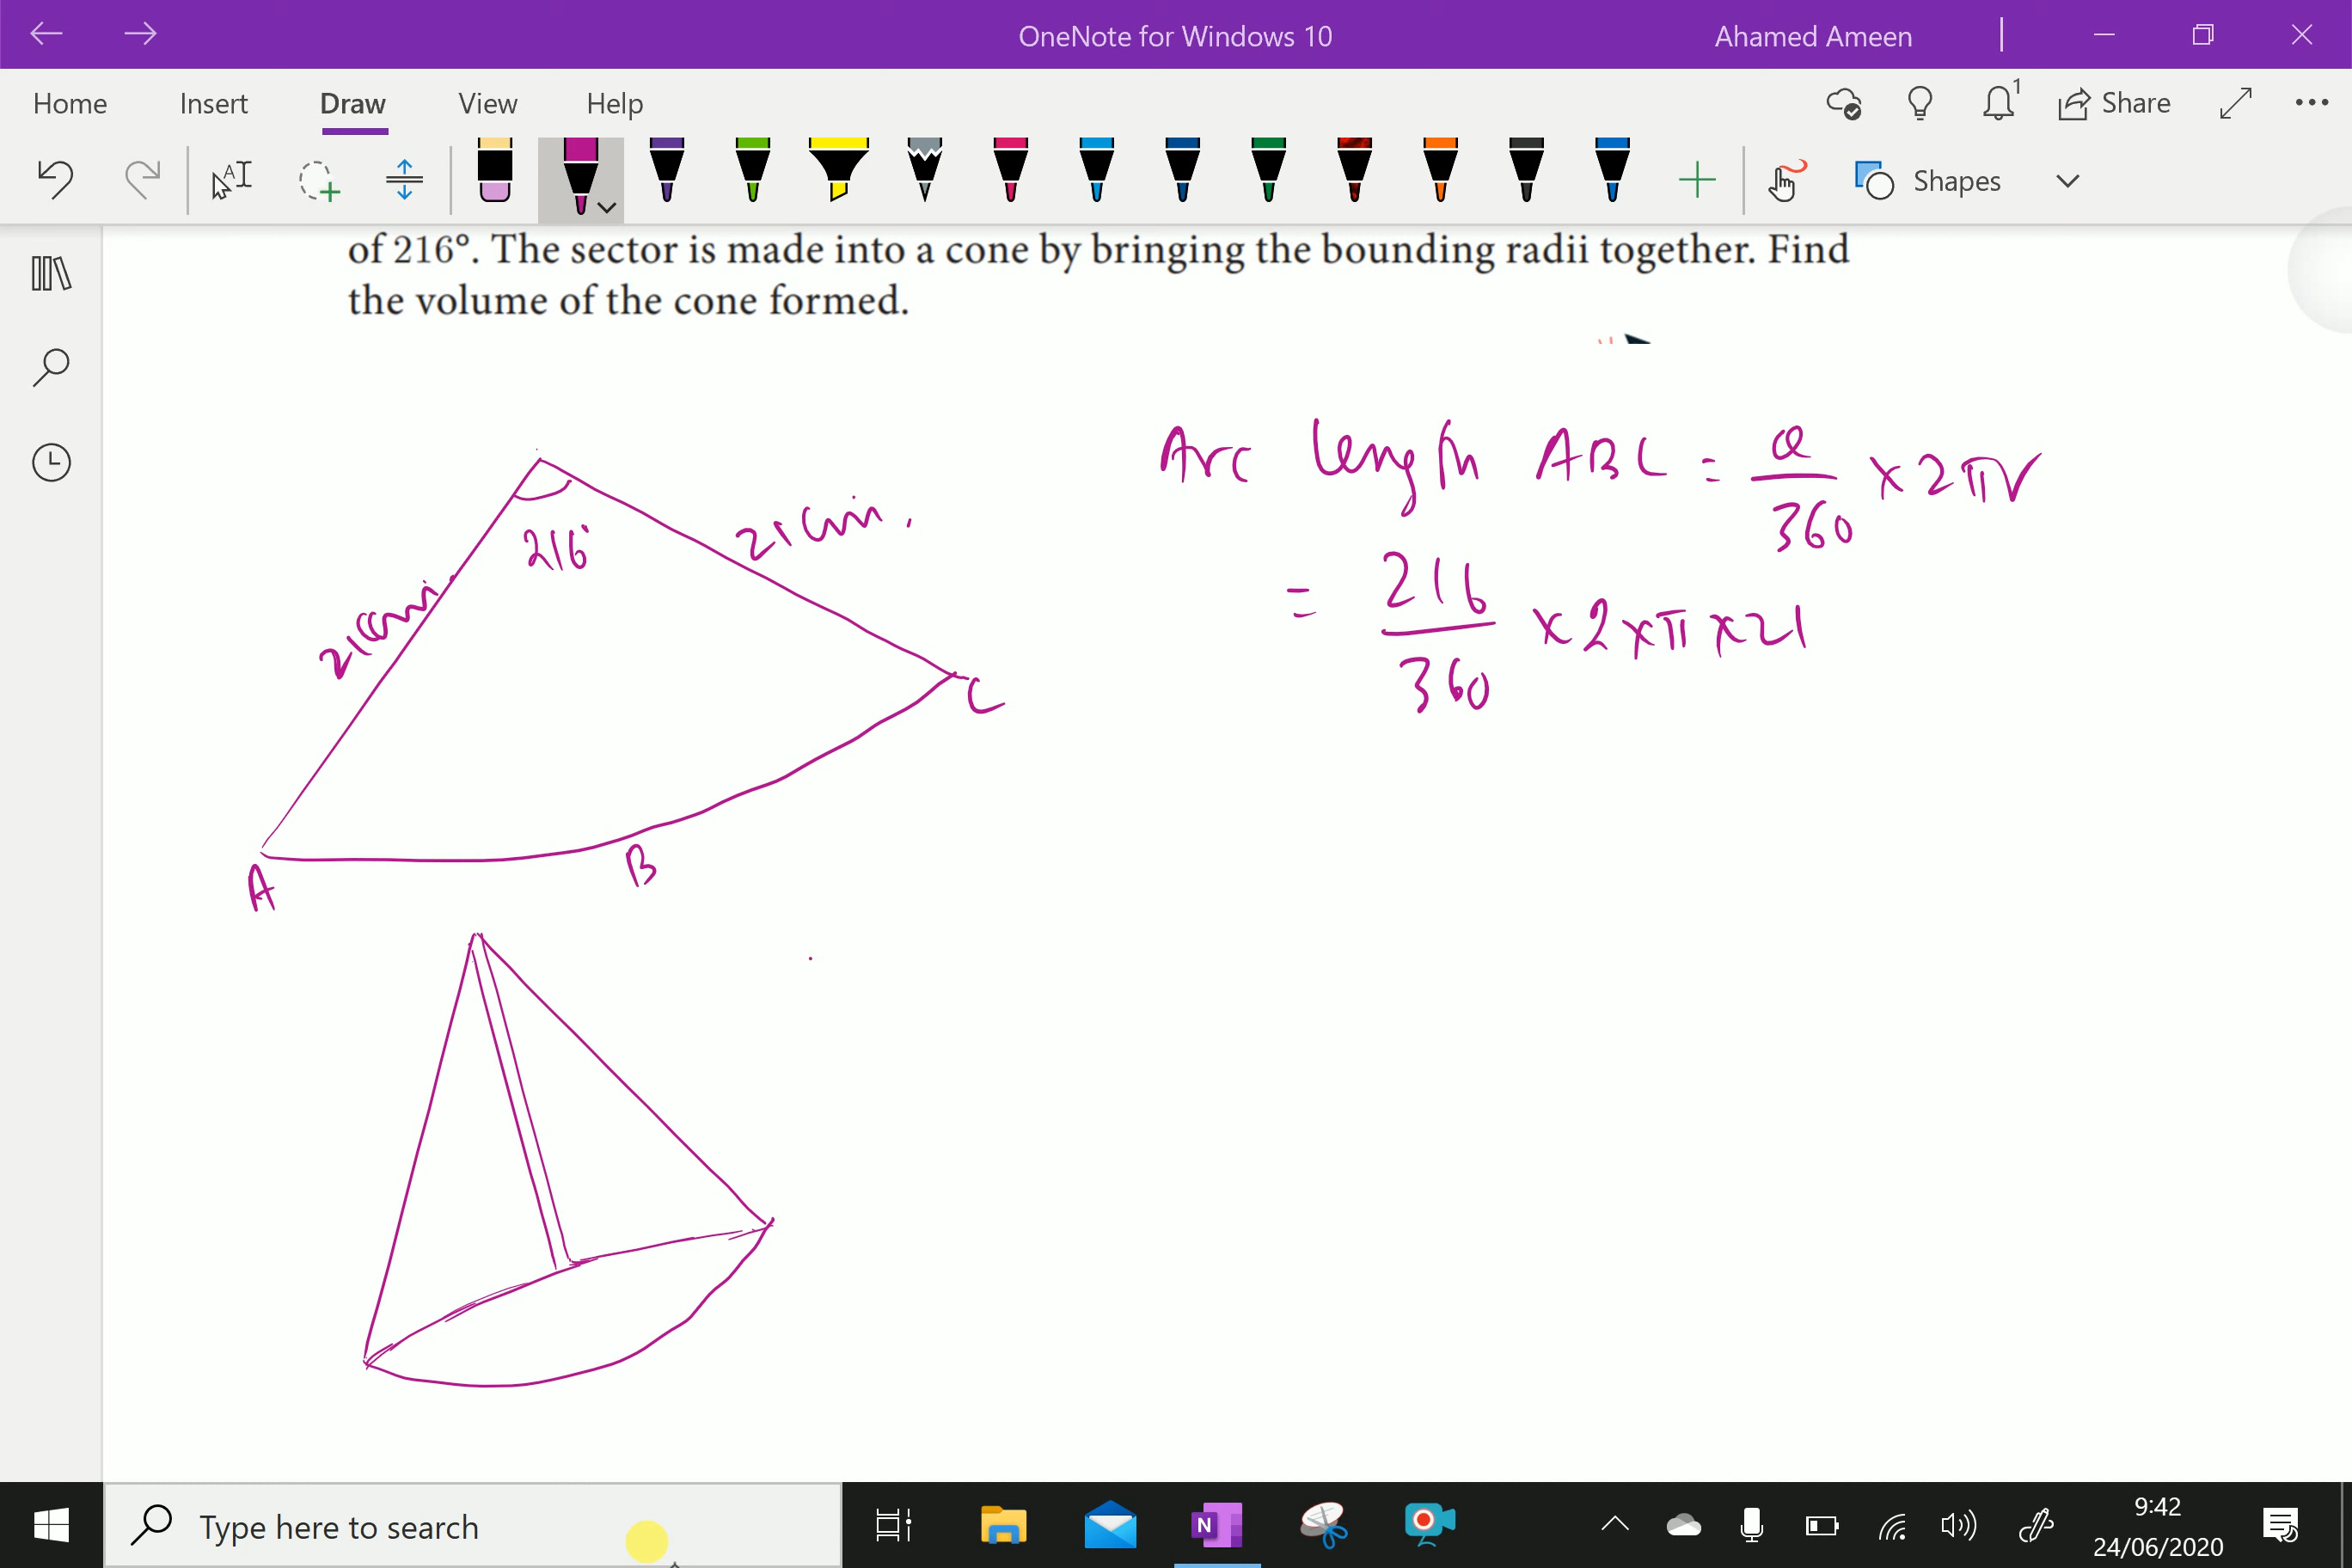 OneNote for Windows 10
Ahamed Ameen
Home Insert Draw View Help
1
Share
Shapes
of 216°. The sector is made into a cone by bringing the bounding radii together. Find
the volume of the cone formed.
Arc length ABC = θ/360 × 2πr
= 216/360 × 2 × π × 21
216°
21cm.
21cm
A
B
C
Type here to search
N
9:42
24/06/2020